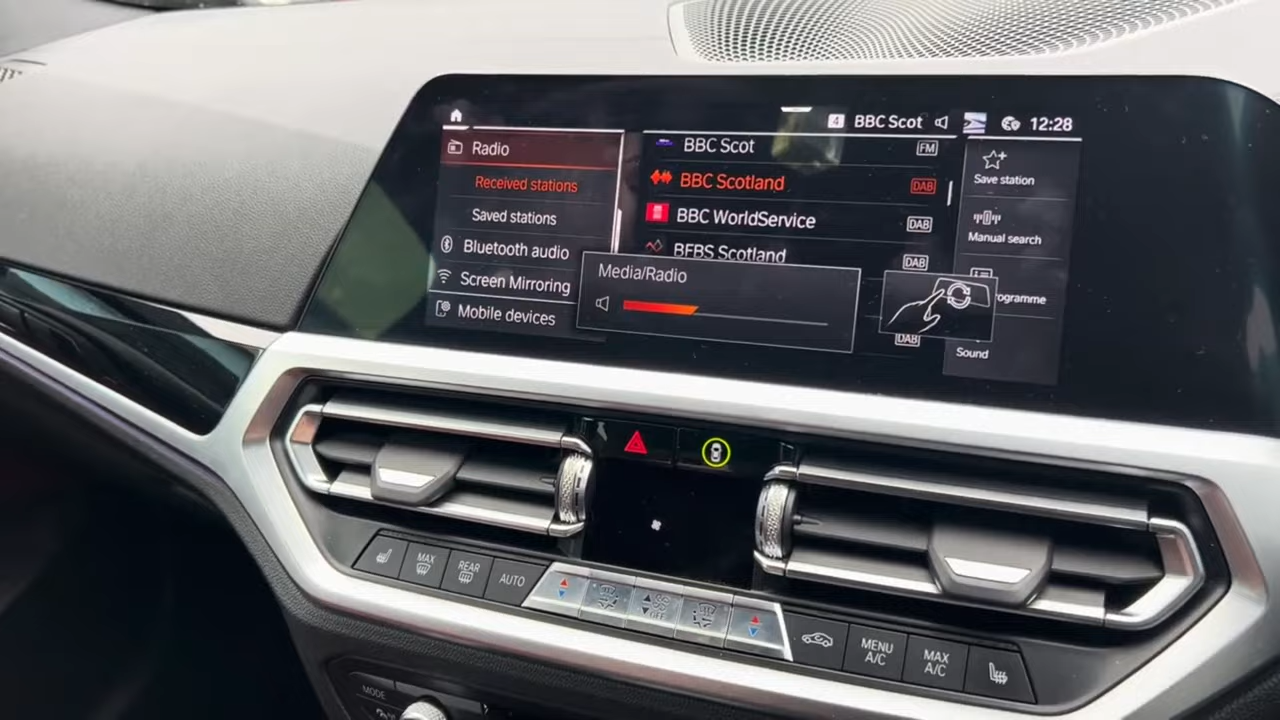 4 BBC Scot 12:28
Radio
Received stations
Saved stations
Bluetooth audio
Screen Mirroring
Mobile devices
BBC Scot FM
BBC Scotland DAB
BBC WorldService DAB
BFBS Scotland DAB
DAB
Media/Radio
Save station
Manual search
ogramme
Sound
MAX
REAR
AUTO
OFF
MENU
A/C
MAX
A/C
MODE